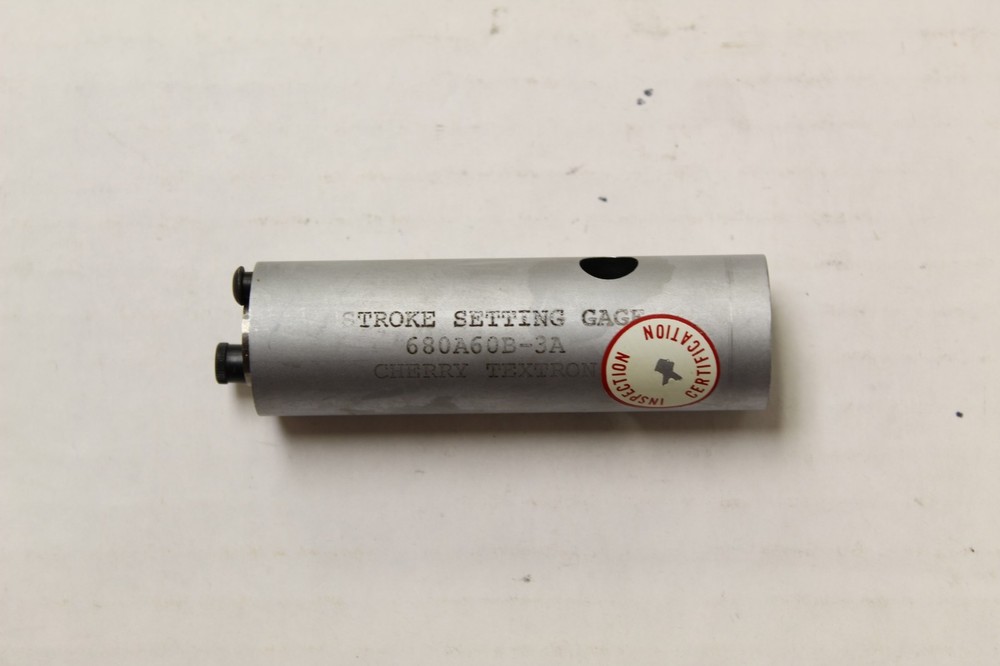 STROKE SETTING GAGE
680A60B-3A
CHERRY TEXTRON
INSPECTION CERTIFICATION